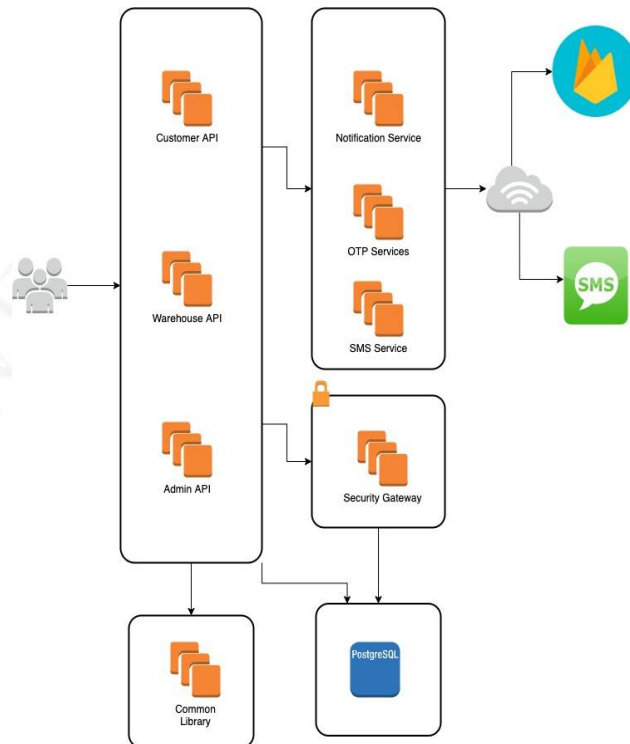 Customer API
Notification Service
OTP Services
Warehouse API
SMS
SMS Service
Admin API
Security Gateway
PostgreSQL
Common
Library